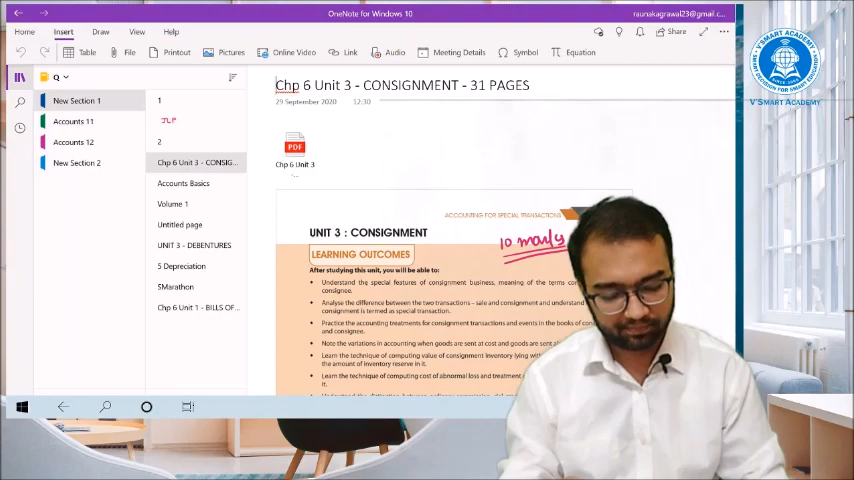 OneNote for Windows 10
raunakagrawal23@gmail.c...
Home Insert Draw View Help
Share
Table File Printout Pictures Online Video Link Audio Meeting Details Symbol Equation
Q
New Section 1
Accounts 11
Accounts 12
New Section 2
1
2
Chp 6 Unit 3 - CONSIG...
Accounts Basics
Volume 1
Untitled page
UNIT 3 - DEBENTURES
5 Depreciation
SMarathon
Chp 6 Unit 1 - BILLS OF...
Chp 6 Unit 3 - CONSIGNMENT - 31 PAGES
29 September 2020 12:30
PDF
Chp 6 Unit 3
...
ACCOUNTING FOR SPECIAL TRANSACTIONS
UNIT 3 : CONSIGNMENT
10 marks
LEARNING OUTCOMES
After studying this unit, you will be able to:
Understand the special features of consignment business, meaning of the terms
consignee.
Analyse the difference between the two transactions – sale and consignment and understand
consignment is termed as special transaction.
Practice the accounting treatments for consignment transactions and events in the books of
and consignee.
Note the variations in accounting when goods are sent at cost and goods are sent
Learn the technique of computing value of consignment inventory lying
the amount of inventory reserve in it.
Learn the technique of computing cost of abnormal loss and treatment
it.
V'SMART ACADEMY
SMART DECISION FOR SMART EDUCATION
V'Smart Academy